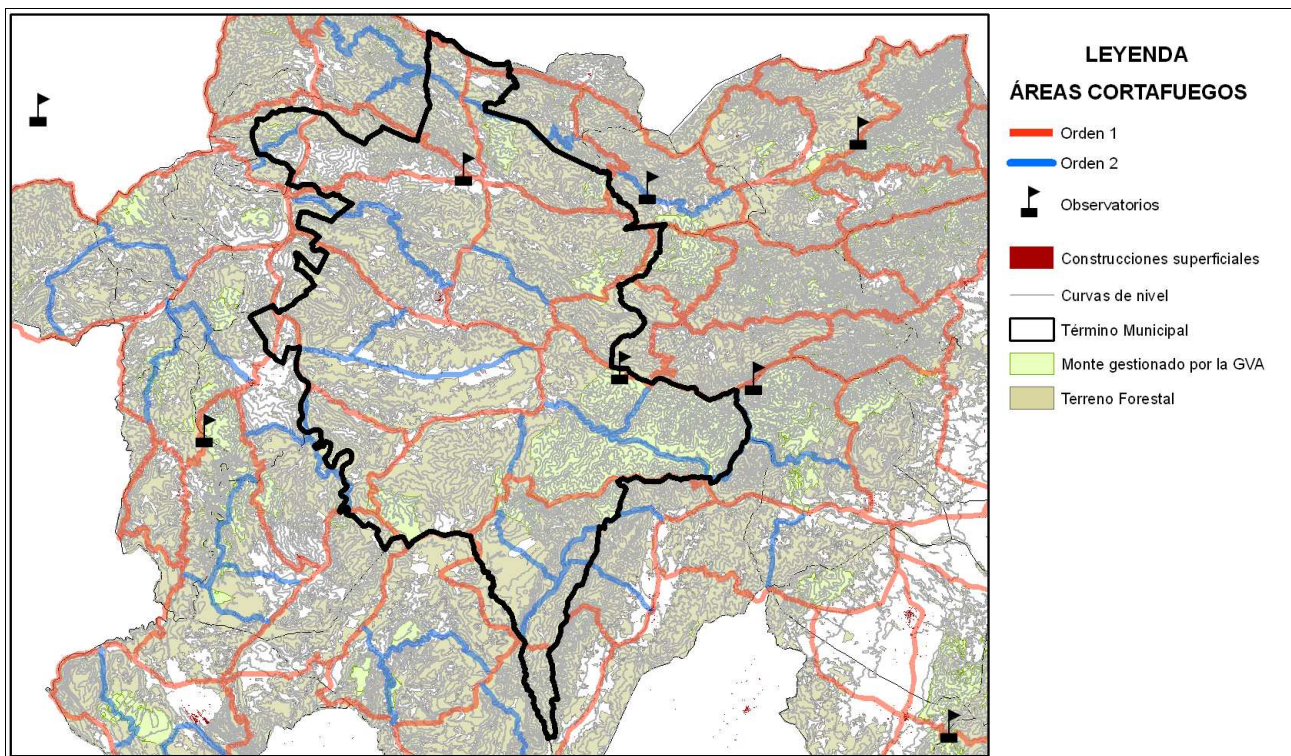 LEYENDA
ÁREAS CORTAFUEGOS
Orden 1
Orden 2
Observatorios
Construcciones superficiales
Curvas de nivel
Término Municipal
Monte gestionado por la GVA
Terreno Forestal